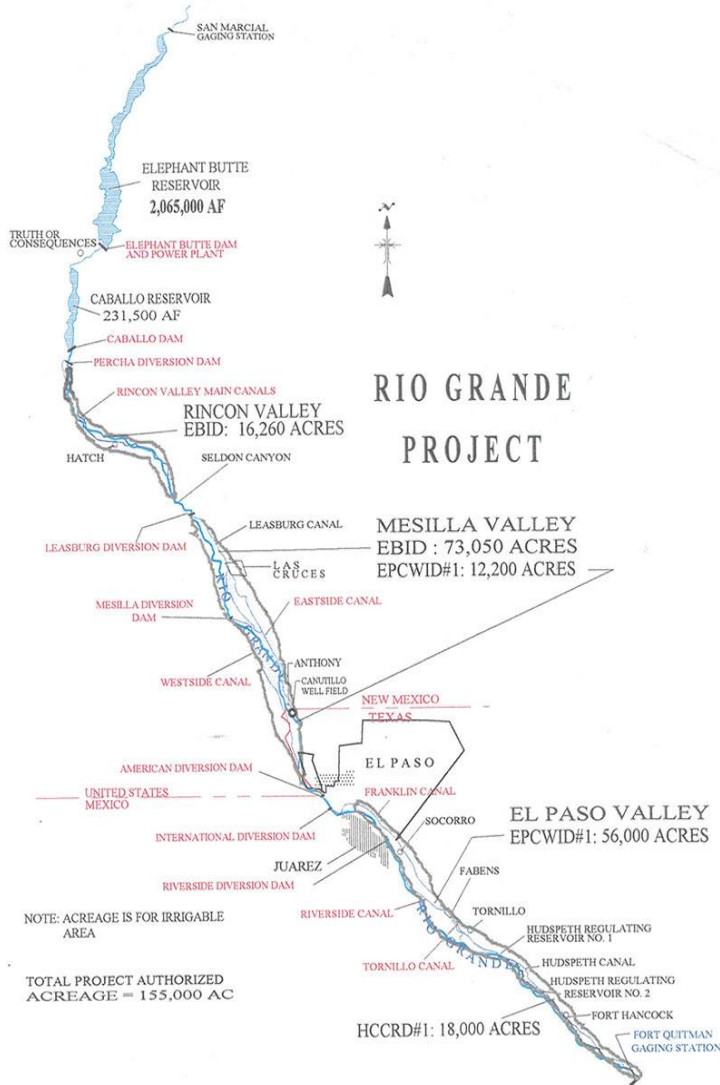 SAN MARCIAL
GAGING STATION
ELEPHANT BUTTE
RESERVOIR
2,065,000 AF
N
TRUTH OR
CONSEQUENCES
ELEPHANT BUTTE DAM
AND POWER PLANT
CABALLO RESERVOIR
231,500 AF
CABALLO DAM
PERCHA DIVERSION DAM
RIO GRANDE
PROJECT
RINCON VALLEY MAIN CANALS
RINCON VALLEY
EBID: 16,260 ACRES
HATCH
SELDON CANYON
LEASBURG CANAL
MESILLA VALLEY
EBID : 73,050 ACRES
EPCWID#1: 12,200 ACRES
LEASBURG DIVERSION DAM
LAS
CRUCES
MESILLA DIVERSION
DAM
EASTSIDE CANAL
RIO GRANDE
WESTSIDE CANAL
ANTHONY
CANUTILLO
WELL FIELD
NEW MEXICO
TEXAS
EL PASO
AMERICAN DIVERSION DAM
UNITED STATES
MEXICO
FRANKLIN CANAL
INTERNATIONAL DIVERSION DAM
SOCORRO
EL PASO VALLEY
EPCWID#1: 56,000 ACRES
JUAREZ
RIVERSIDE DIVERSION DAM
FABENS
NOTE: ACREAGE IS FOR IRRIGABLE
AREA
RIVERSIDE CANAL
RIO GRANDE
TORNILLO
HUDSPETH REGULATING
RESERVOIR NO. 1
TORNILLO CANAL
HUDSPETH CANAL
TOTAL PROJECT AUTHORIZED
ACREAGE = 155,000 AC
HUDSPETH REGULATING
RESERVOIR NO. 2
FORT HANCOCK
HCCRD#1: 18,000 ACRES
FORT QUITMAN
GAGING STATION